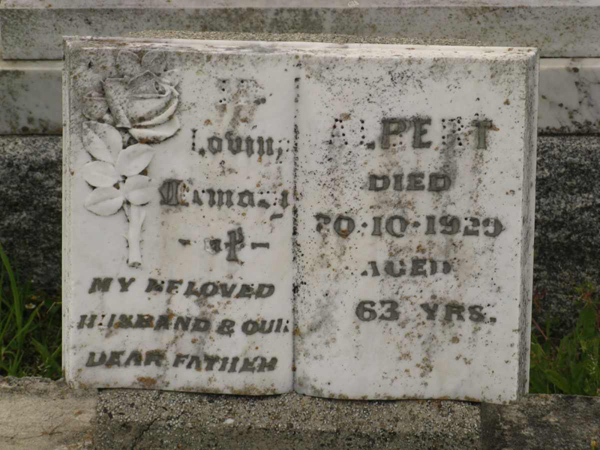 In
Loving
Memory
- of -
MY BELOVED
HUSBAND & OUR
DEAR FATHER
ALBERT
DIED
20·10·1929
AGED
63 YRS.